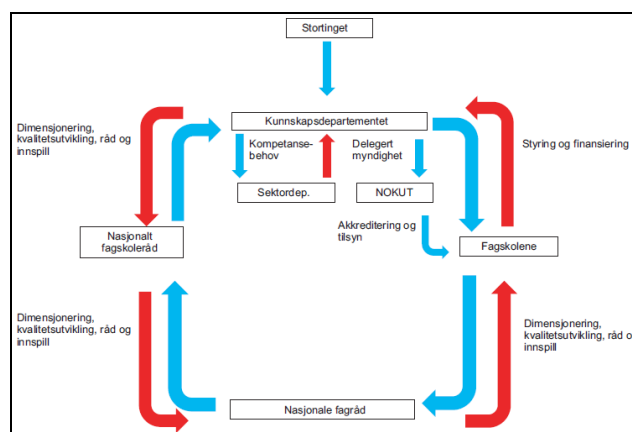 Stortinget
Kunnskapsdepartementet
Dimensjonering,
kvalitetsutvikling, råd og
innspill
Kompetanse-
behov
Delegert
myndighet
Styring og finansiering
Sektordep.
NOKUT
Nasjonalt
fagskoleråd
Akkreditering og
tilsyn
Fagskolene
Dimensjonering,
kvalitetsutvikling, råd og
innspill
Dimensjonering,
kvalitetsutvikling, råd o
innspill
Nasjonale fagråd